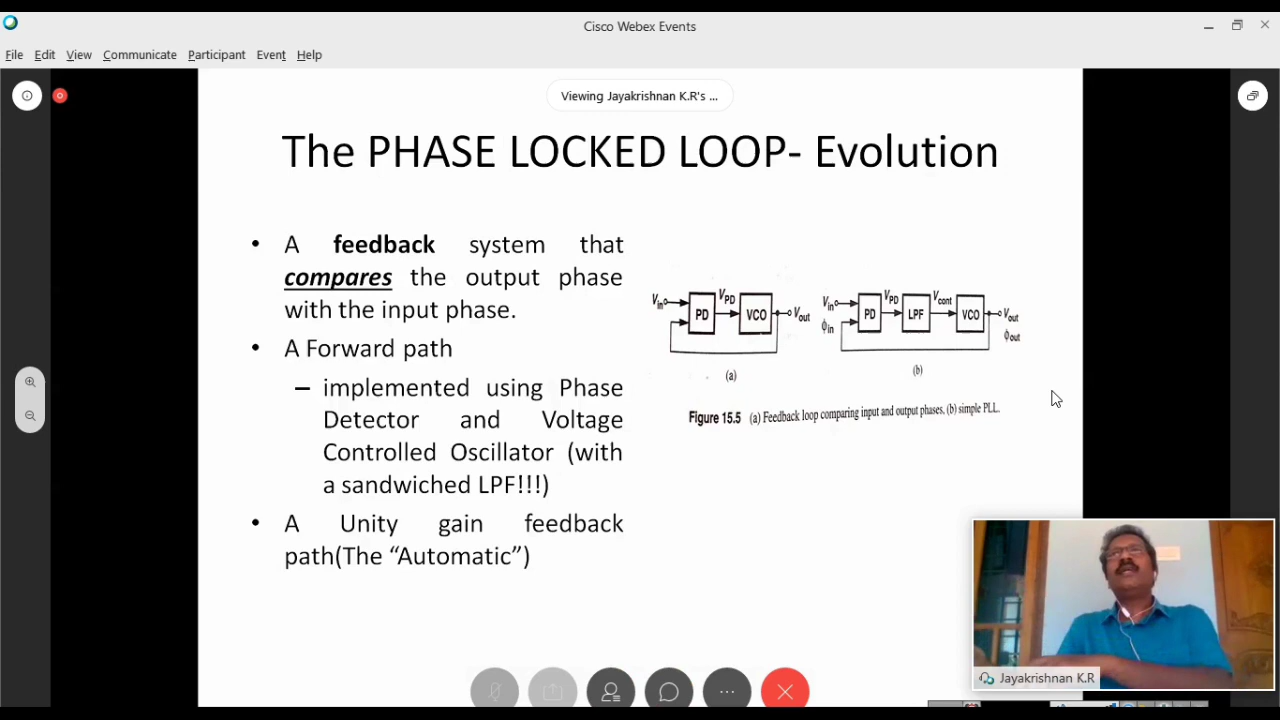 Cisco Webex Events
File Edit View Communicate Participant Event Help
Viewing Jayakrishnan K.R's ...
The PHASE LOCKED LOOP- Evolution
• A feedback system that
compares the output phase
with the input phase.
• A Forward path
– implemented using Phase
Detector and Voltage
Controlled Oscillator (with
a sandwiched LPF!!!)
• A Unity gain feedback
path(The “Automatic”)
Vin PD VPD VCO Vout
(a)
Vin ϕin PD VPD LPF Vcont VCO Vout ϕout
(b)
Figure 15.5 (a) Feedback loop comparing input and output phases, (b) simple PLL.
Jayakrishnan K.R